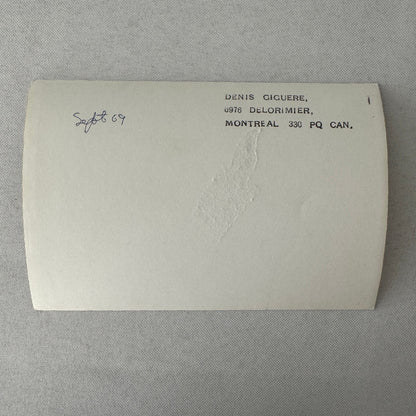 DENIS GIGUERE,
6976 DELORIMIER,
MONTREAL 330 PQ CAN.
Sept 69